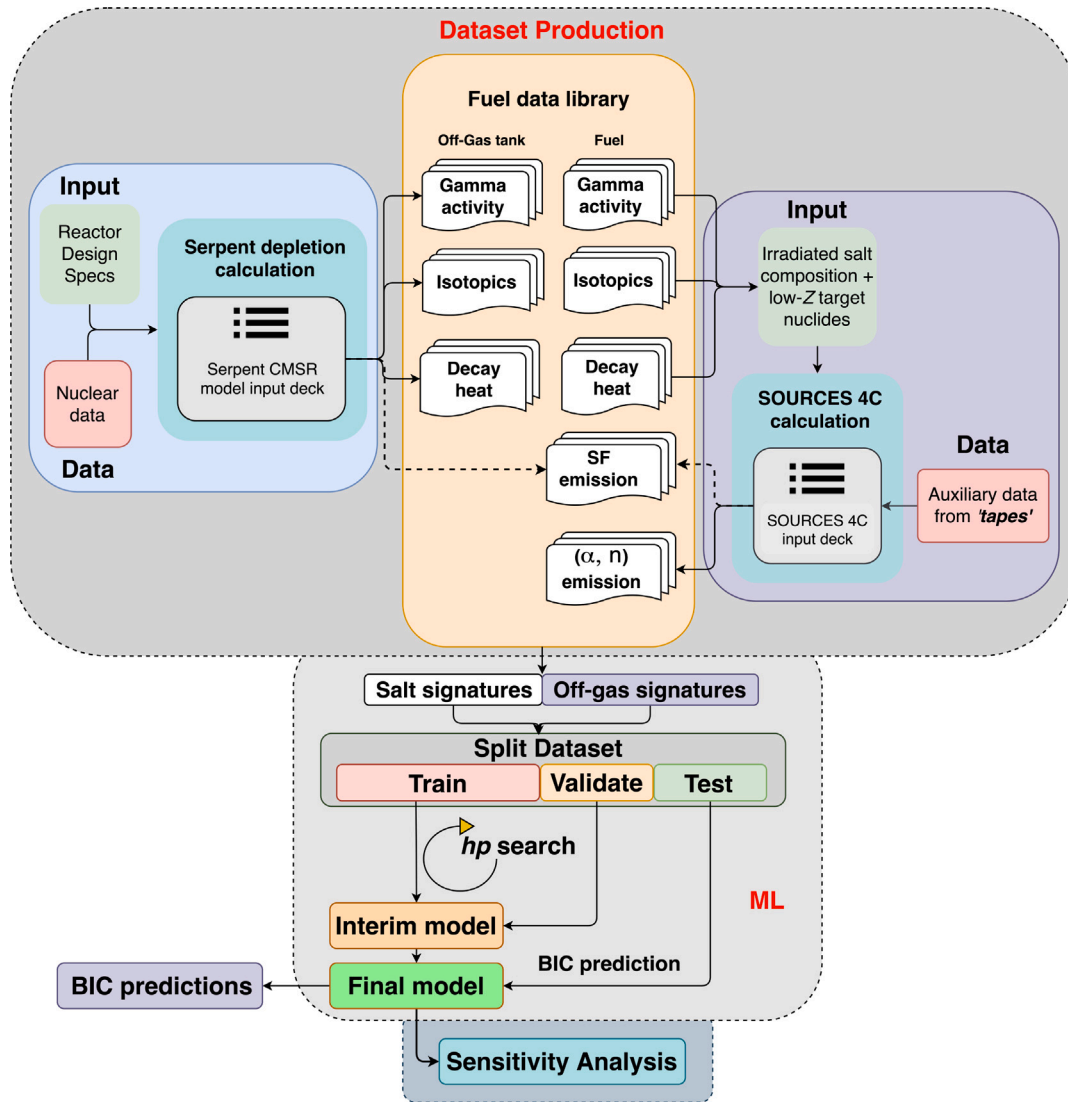 Dataset Production
Input
Reactor
Design
Specs
Nuclear
data
Data
Serpent depletion
calculation
Serpent CMSR
model input deck
Fuel data library
Off-Gas tank
Fuel
Gamma
activity
Gamma
activity
Isotopics
Isotopics
Decay
heat
Decay
heat
SF
emission
(α, n)
emission
Input
Irradiated salt
composition +
low-Z target
nuclides
SOURCES 4C
calculation
SOURCES 4C
input deck
Data
Auxiliary data
from 'tapes'
Salt signatures
Off-gas signatures
Split Dataset
Train
Validate
Test
hp search
ML
Interim model
BIC prediction
BIC predictions
Final model
Sensitivity Analysis